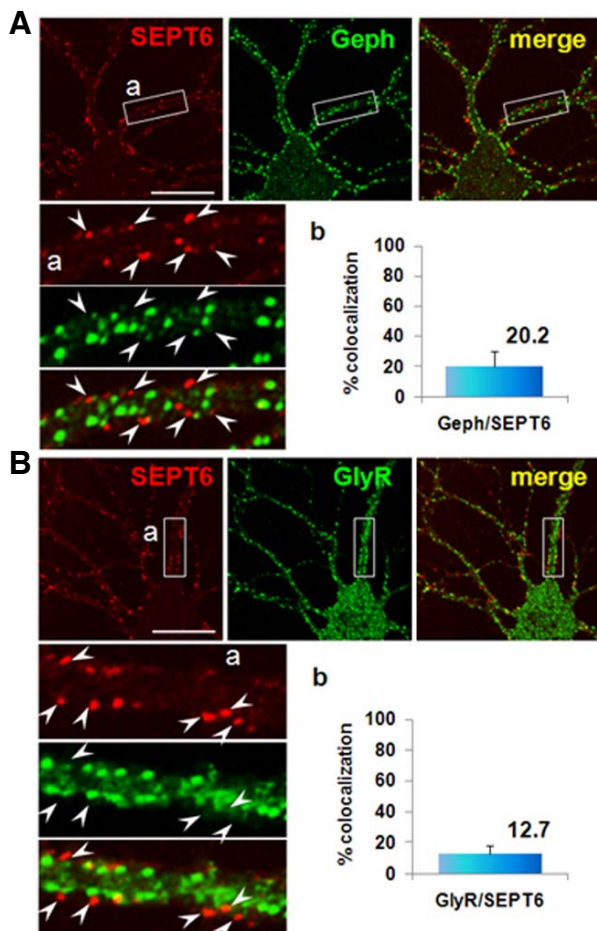 A
SEPT6 Geph merge
a
a
b
100
80
60
40
20
0
% colocalization
20.2
Geph/SEPT6
B
SEPT6 GlyR merge
a
a
b
100
80
60
40
20
0
% colocalization
12.7
GlyR/SEPT6